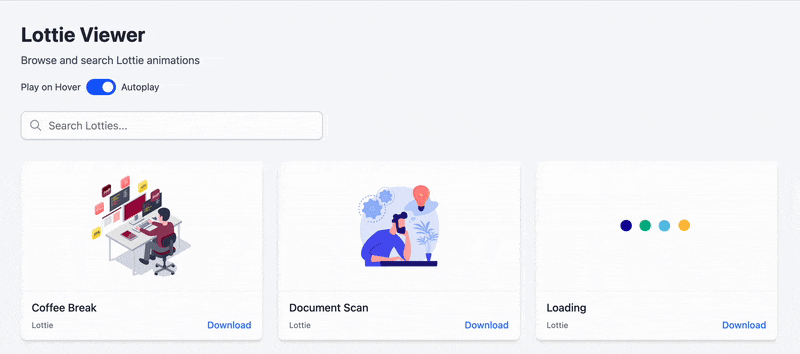 Lottie Viewer
Browse and search Lottie animations
Play on Hover Autoplay
Search Lotties...
Coffee Break
Lottie Download
Document Scan
Lottie Download
Loading
Lottie Download